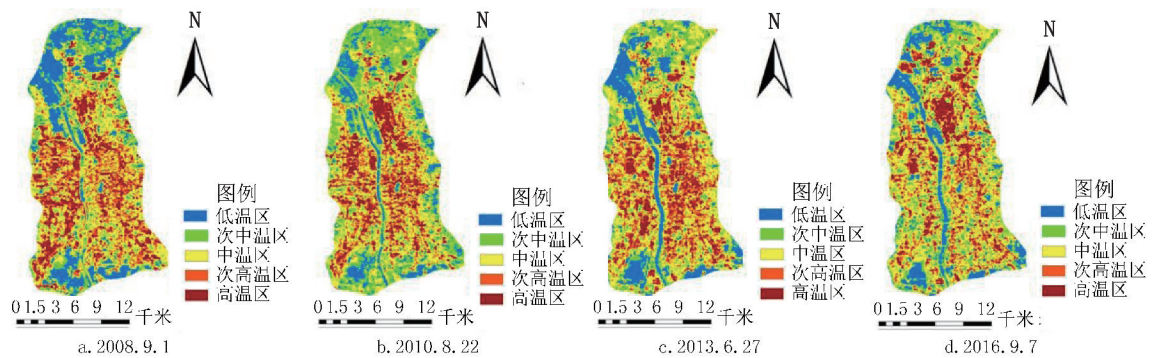 N
图例
低温区
次中温区
中温区
次高温区
高温区
0 1.5 3 6 9 12
千米
a.2008.9.1
N
图例
低温区
次中温区
中温区
次高温区
高温区
0 1.5 3 6 9 12
千米
b.2010.8.22
N
图例
低温区
次中温区
中温区
次高温区
高温区
0 1.5 3 6 9 12
千米
c.2013.6.27
N
图例
低温区
次中温区
中温区
次高温区
高温区
0 1.5 3 6 9 12
千米:
d.2016.9.7